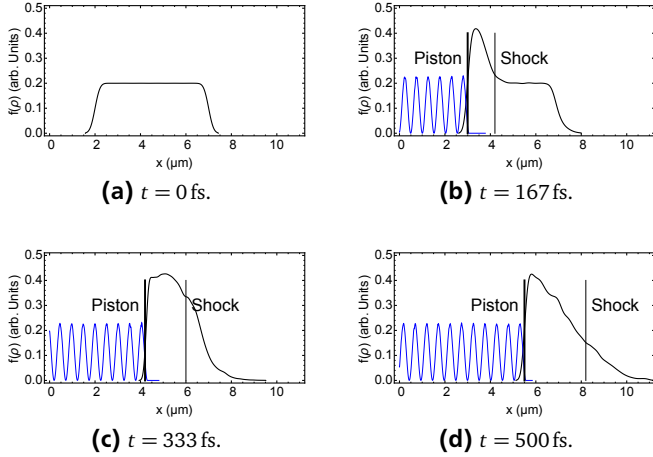 f(ρ) (arb. Units)
0.5
0.4
0.3
0.2
0.1
0.0
0 2 4 6 8 10
x (μm)
(a) t = 0 fs.
f(ρ) (arb. Units)
0.5
0.4
0.3
0.2
0.1
0.0
Piston Shock
0 2 4 6 8 10
x (μm)
(b) t = 167 fs.
f(ρ) (arb. Units)
0.5
0.4
0.3
0.2
0.1
0.0
Piston Shock
0 2 4 6 8 10
x (μm)
(c) t = 333 fs.
f(ρ) (arb. Units)
0.5
0.4
0.3
0.2
0.1
0.0
Piston Shock
0 2 4 6 8 10
x (μm)
(d) t = 500 fs.